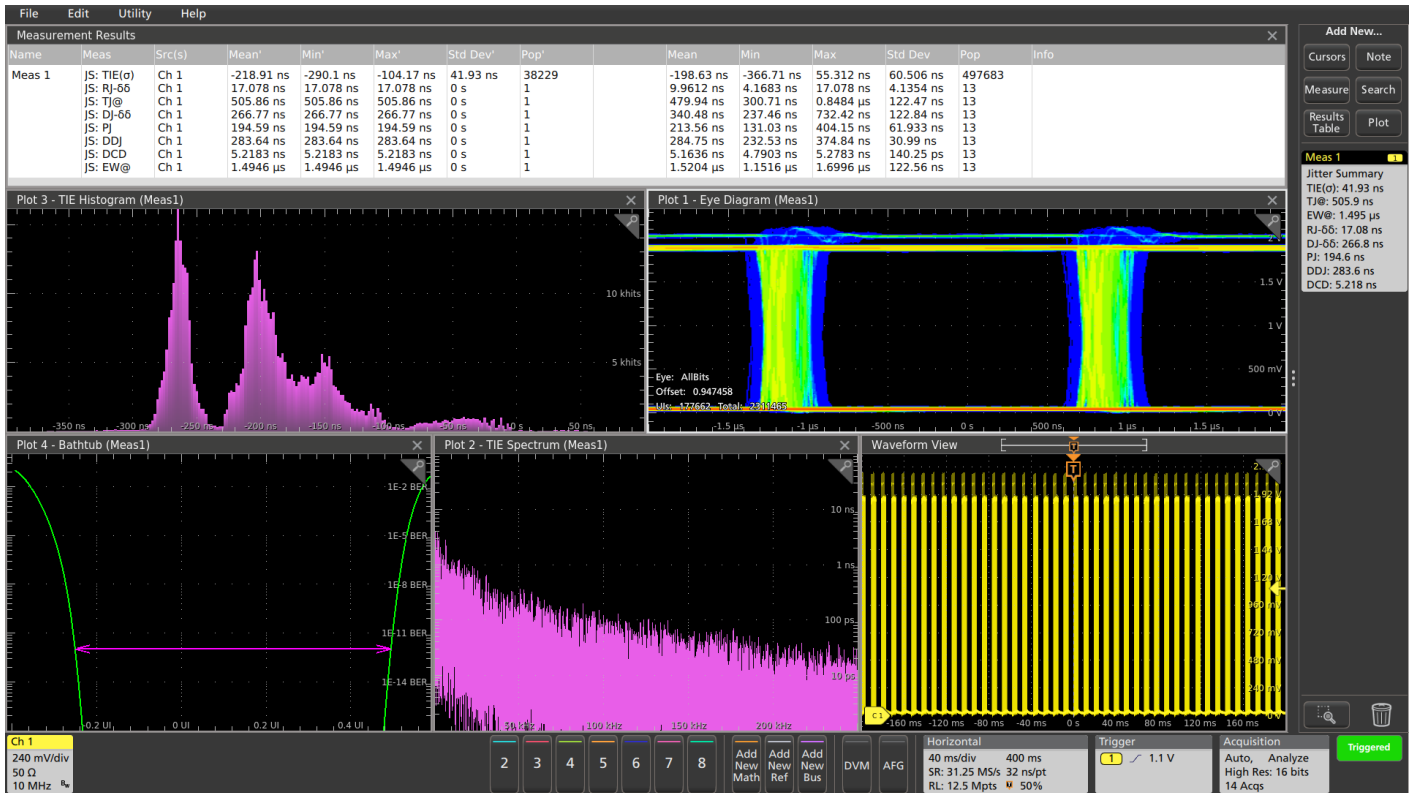 File Edit Utility Help
Measurement Results
Name Meas Src(s) Mean' Min' Max' Std Dev' Pop' Mean Min Max Std Dev Pop Info
Meas 1 JS: TIE(σ) Ch 1 -218.91 ns -290.1 ns -104.17 ns 41.93 ns 38229 -198.63 ns -366.71 ns 55.312 ns 60.506 ns 497683
JS: RJ-δδ Ch 1 17.078 ns 17.078 ns 17.078 ns 0 s 1 9.9612 ns 4.1683 ns 17.078 ns 4.1354 ns 13
JS: TJ@ Ch 1 505.86 ns 505.86 ns 505.86 ns 0 s 1 479.94 ns 300.71 ns 0.8484 µs 122.47 ns 13
JS: DJ-δδ Ch 1 266.77 ns 266.77 ns 266.77 ns 0 s 1 340.48 ns 237.46 ns 732.42 ns 122.84 ns 13
JS: PJ Ch 1 194.59 ns 194.59 ns 194.59 ns 0 s 1 213.56 ns 131.03 ns 404.15 ns 61.933 ns 13
JS: DDJ Ch 1 283.64 ns 283.64 ns 283.64 ns 0 s 1 284.75 ns 232.53 ns 374.84 ns 30.99 ns 13
JS: DCD Ch 1 5.2183 ns 5.2183 ns 5.2183 ns 0 s 1 5.1636 ns 4.7903 ns 5.2783 ns 140.25 ps 13
JS: EW@ Ch 1 1.4946 µs 1.4946 µs 1.4946 µs 0 s 1 1.5204 µs 1.1516 µs 1.6996 µs 122.56 ns 13
Plot 3 - TIE Histogram (Meas1)
10 khits
5 khits
-350 ns -300 ns -250 ns -200 ns -150 ns -100 ns -50 ns 0 s 50 ns
Plot 1 - Eye Diagram (Meas1)
1.5 V
1 V
500 mV
0 V
Eye: AllBits
Offset: 0.947458
UIs: 177662 Total: 2311465
-1.5 µs -1 µs -500 ns 0 s 500 ns 1 µs 1.5 µs
Plot 4 - Bathtub (Meas1)
1E-2 BER
1E-5 BER
1E-8 BER
1E-11 BER
1E-14 BER
-0.2 UI 0 UI 0.2 UI 0.4 UI
Plot 2 - TIE Spectrum (Meas1)
10 ns
1 ns
100 ps
10 ps
50 kHz 100 kHz 150 kHz 200 kHz
Waveform View
T
T
1.92 V
1.68 V
1.44 V
1.20 V
960 mV
720 mV
480 mV
240 mV
0 V
C1
-160 ms -120 ms -80 ms -40 ms 0 s 40 ms 80 ms 120 ms 160 ms
Add New...
Cursors Note
Measure Search
Results Table Plot
Meas 1 1
Jitter Summary
TIE(σ): 41.93 ns
TJ@: 505.9 ns
EW@: 1.495 µs
RJ-δδ: 17.08 ns
DJ-δδ: 266.8 ns
PJ: 194.6 ns
DDJ: 283.6 ns
DCD: 5.218 ns
Ch 1
240 mV/div
50 Ω
10 MHz Bw
2 3 4 5 6 7 8
Add New Math
Add New Ref
Add New Bus
DVM AFG
Horizontal
40 ms/div 400 ms
SR: 31.25 MS/s 32 ns/pt
RL: 12.5 Mpts 50%
Trigger
1 1.1 V
Acquisition
Auto, Analyze
High Res: 16 bits
14 Acqs
Triggered